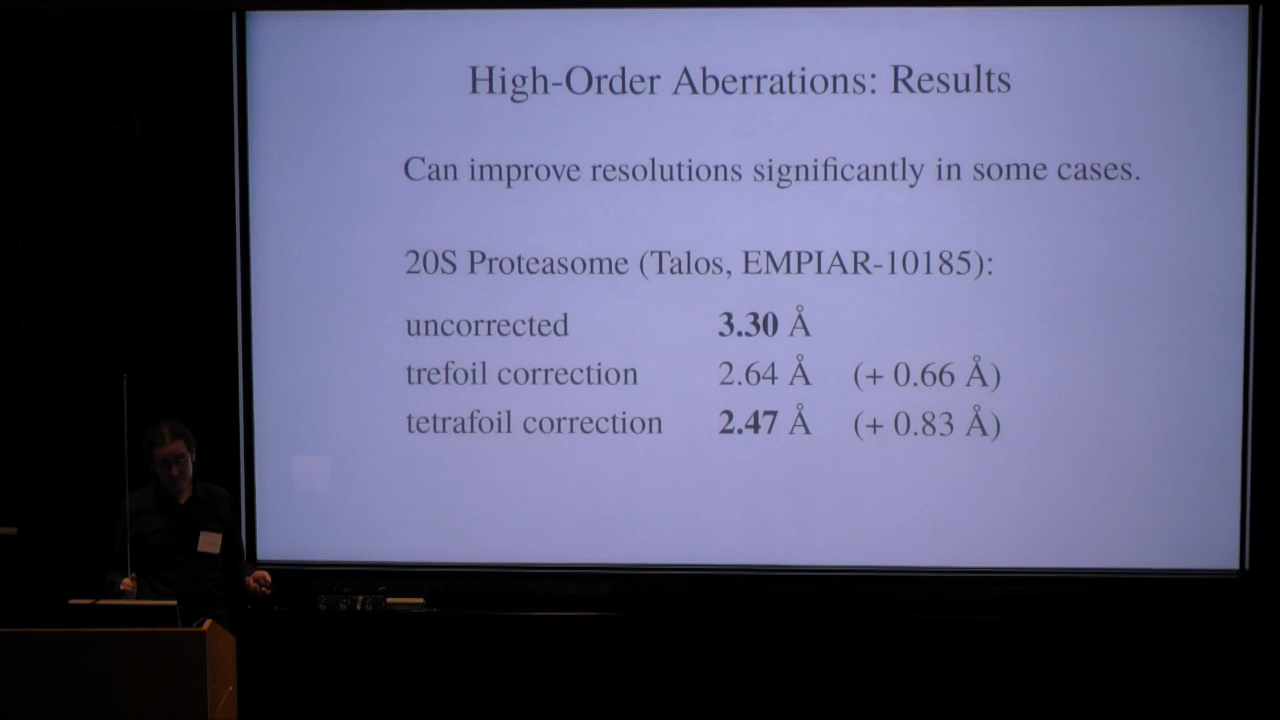 High-Order Aberrations: Results
Can improve resolutions significantly in some cases.
20S Proteasome (Talos, EMPIAR-10185):
uncorrected 3.30 Å
trefoil correction 2.64 Å (+ 0.66 Å)
tetrafoil correction 2.47 Å (+ 0.83 Å)